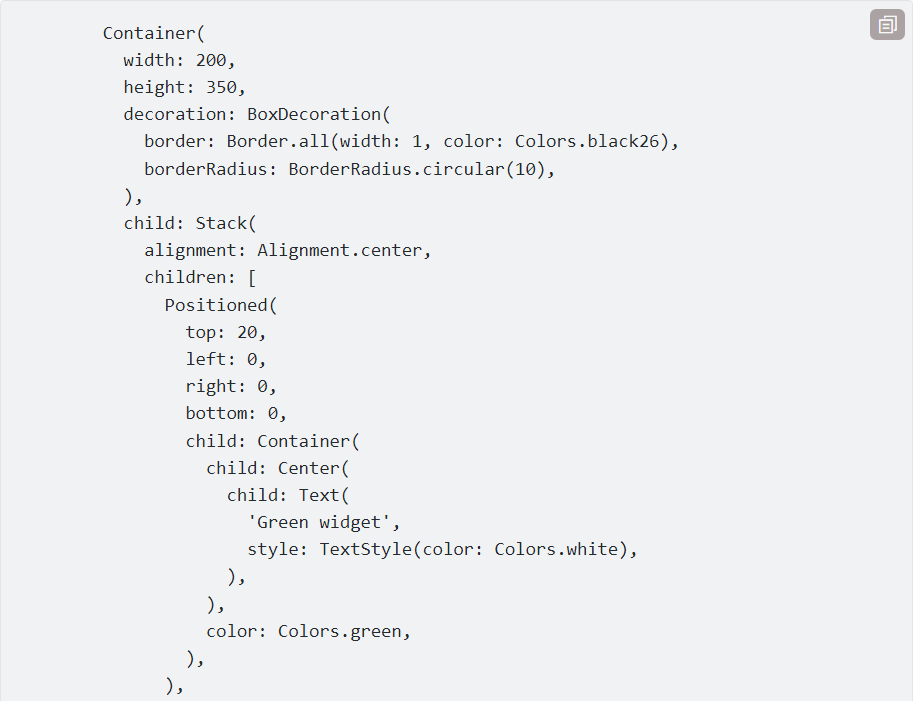 Container(
  width: 200,
  height: 350,
  decoration: BoxDecoration(
    border: Border.all(width: 1, color: Colors.black26),
    borderRadius: BorderRadius.circular(10),
  ),
  child: Stack(
    alignment: Alignment.center,
    children: [
      Positioned(
        top: 20,
        left: 0,
        right: 0,
        bottom: 0,
        child: Container(
          child: Center(
            child: Text(
              'Green widget',
              style: TextStyle(color: Colors.white),
            ),
          ),
          color: Colors.green,
        ),
      ),